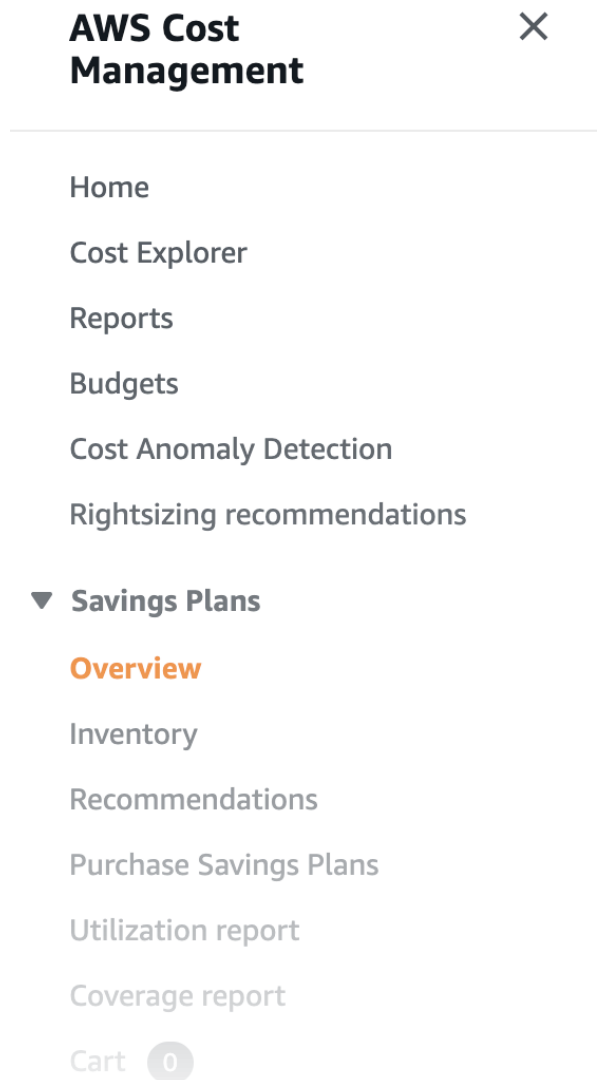 AWS Cost
Management
Home
Cost Explorer
Reports
Budgets
Cost Anomaly Detection
Rightsizing recommendations
Savings Plans
Overview
Inventory
Recommendations
Purchase Savings Plans
Utilization report
Coverage report
Cart 0